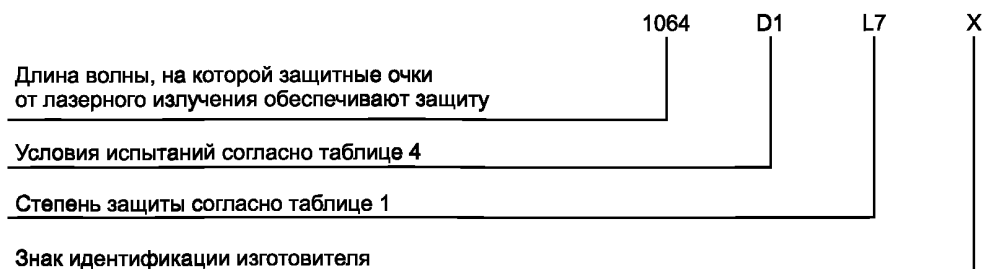 1064 D1 L7 X
Длина волны, на которой защитные очки
от лазерного излучения обеспечивают защиту
Условия испытаний согласно таблице 4
Степень защиты согласно таблице 1
Знак идентификации изготовителя